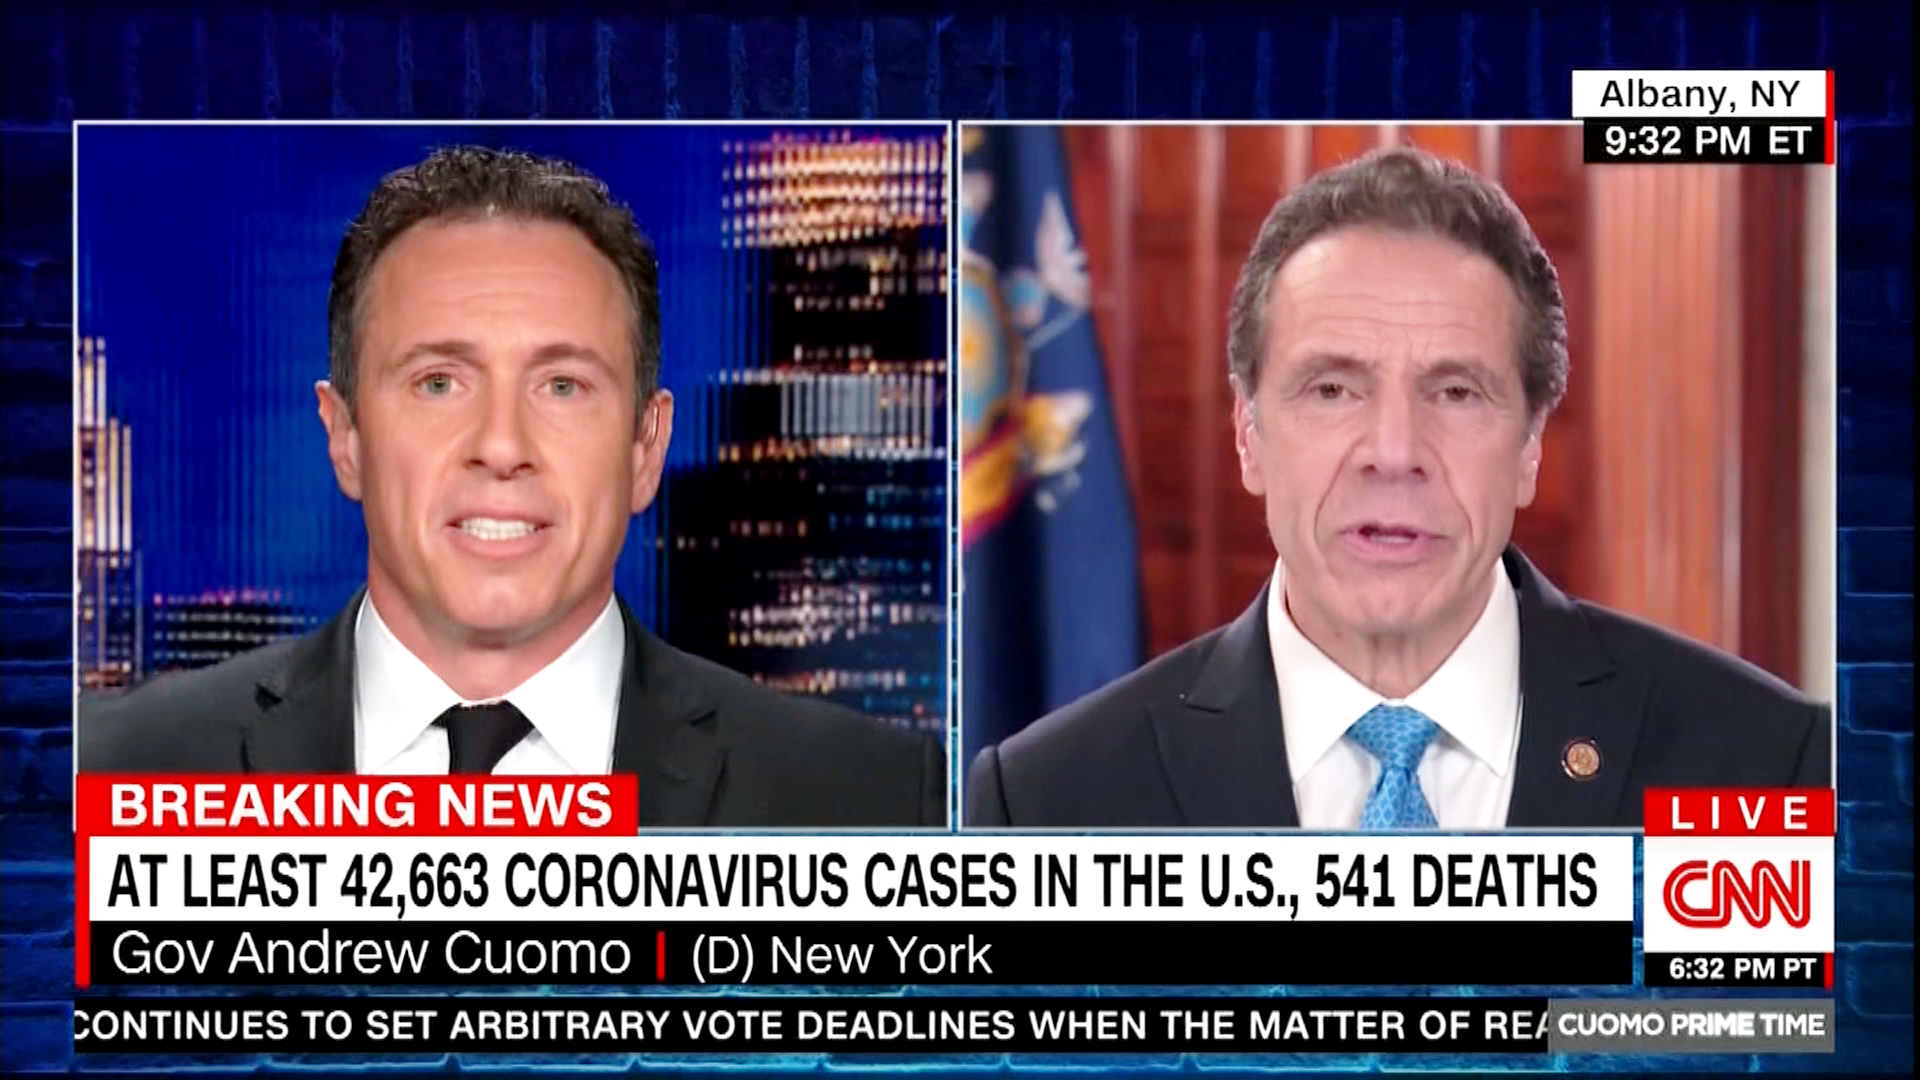 Albany, NY
9:32 PM ET
BREAKING NEWS
AT LEAST 42,663 CORONAVIRUS CASES IN THE U.S., 541 DEATHS
Gov Andrew Cuomo | (D) New York
LIVE
CNN
6:32 PM PT
CONTINUES TO SET ARBITRARY VOTE DEADLINES WHEN THE MATTER OF
CUOMO PRIME TIME